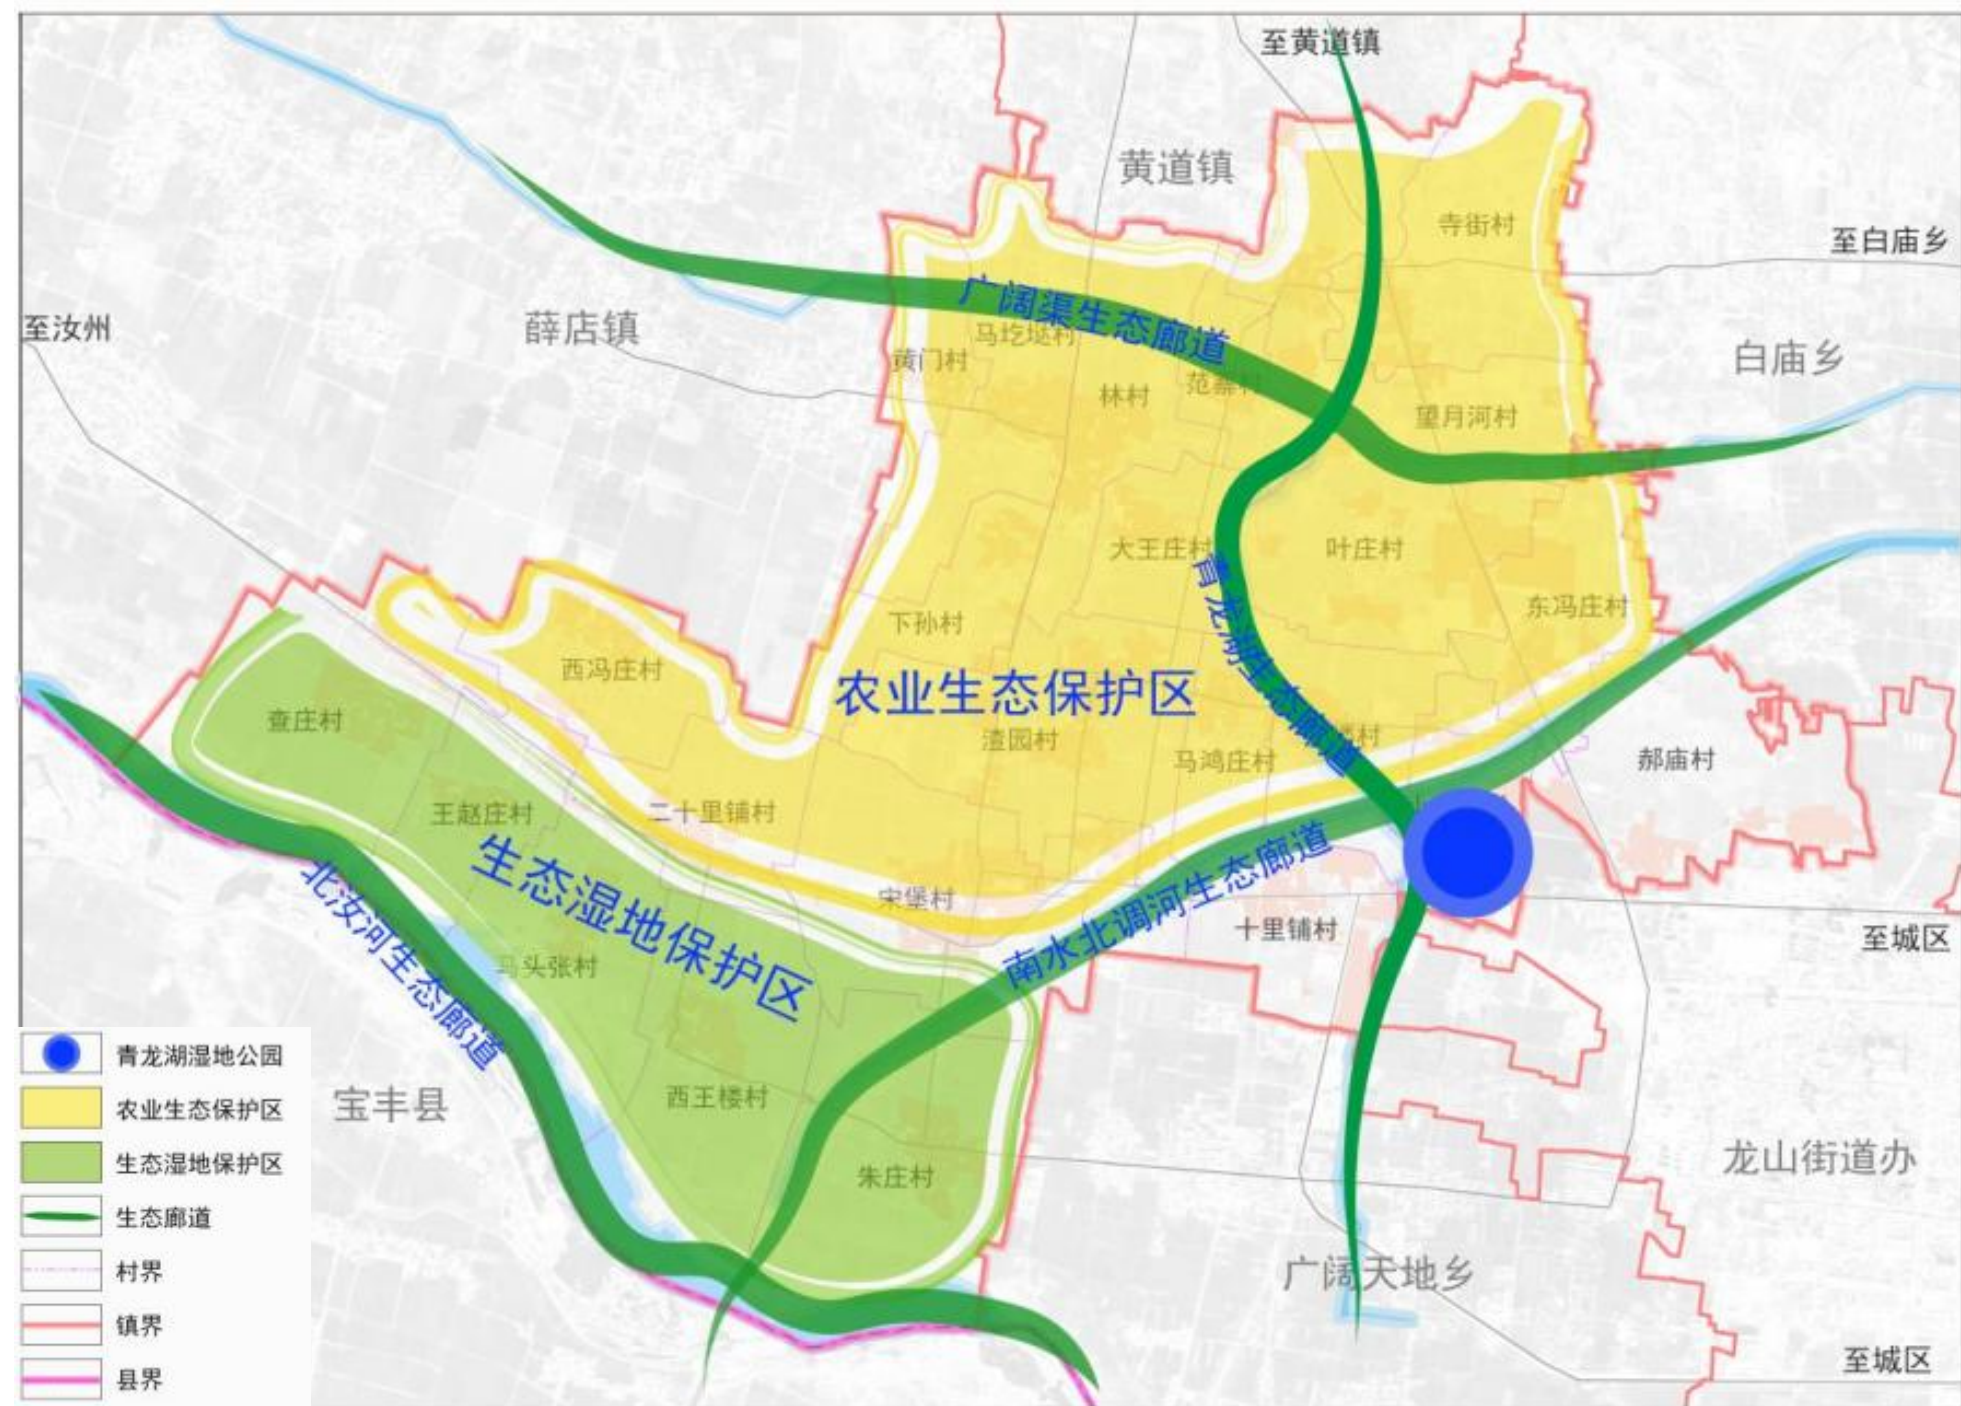 至黄道镇
黄道镇
寺街村
至白庙乡
广阔渠生态廊道
马圪垯村
至汝州
薛店镇
黄门村
白庙乡
林村
望月河村
大王庄村
叶庄村
青龙湖生态廊道
东冯庄村
下孙村
西冯庄村
农业生态保护区
查庄村
渣园村
马鸿庄村
郝庙村
王赵庄村
二十里铺村
生态湿地保护区
宋堡村
南水北调河生态廊道
十里铺村
至城区
北汝河生态廊道
马头张村
西王楼村
宝丰县
朱庄村
龙山街道办
广阔天地乡
至城区
青龙湖湿地公园
农业生态保护区
生态湿地保护区
生态廊道
村界
镇界
县界